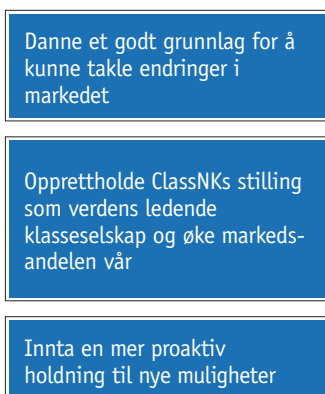 Danne et godt grunnlag for å
kunne takle endringer i
markedet
Opprettholde ClassNKs stilling
som verdens ledende
klasseselskap og øke markeds-
andelen vår
Innta en mer proaktiv
holdning til nye muligheter